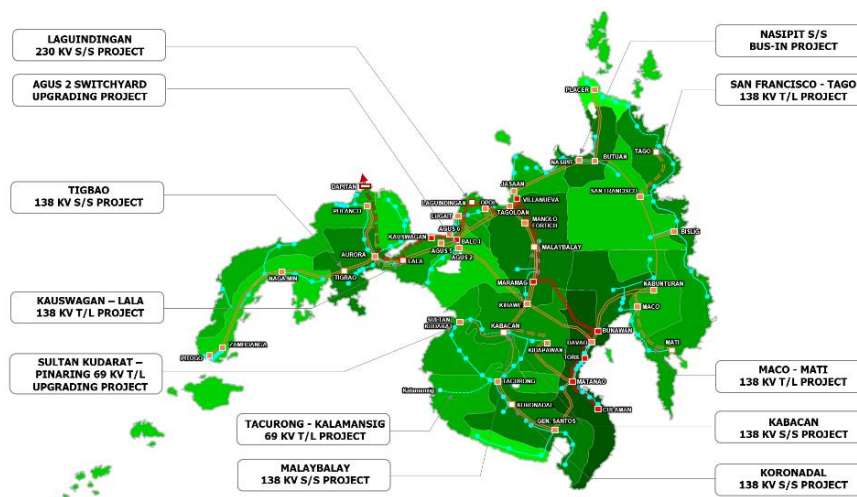 LAGUINDINGAN
230 KV S/S PROJECT
AGUS 2 SWITCHYARD
UPGRADING PROJECT
TIGBAO
138 KV S/S PROJECT
KAUSWAGAN – LALA
138 KV T/L PROJECT
SULTAN KUDARAT –
PINARING 69 KV T/L
UPGRADING PROJECT
TACURONG - KALAMANSIG
69 KV T/L PROJECT
MALAYBALAY
138 KV S/S PROJECT
NASIPIT S/S
BUS-IN PROJECT
SAN FRANCISCO - TAGO
138 KV T/L PROJECT
MACO - MATI
138 KV T/L PROJECT
KABACAN
138 KV S/S PROJECT
KORONADAL
138 KV S/S PROJECT
PLACER
TAGO
NASIPIT
BUTUAN
SAN FRANCISCO
BISLIG
JASAAN
VILLANUEVA
LAGUINDINGAN
OPOL
TAGOLOAN
MANOLO
FORTICH
LUGAIT
AGUS 6
KAUSWAGAN
BALO-I
AGUS 5
AGUS 2
MALAYBALAY
DAPITAN
POLANCO
AURORA
LALA
TIGBAO
NAGA MIN
ZAMBOANGA
PITOGO
MARAMAG
KIBAWE
KABUNTURAN
MACO
BUNAWAN
DAVAO
TORIL
MATI
SULTAN
KUDARAT
KABACAN
KIDAPAWAN
Kalamansig
TACURONG
MATANAO
KORONADAL
CULAMAN
GEN. SANTOS